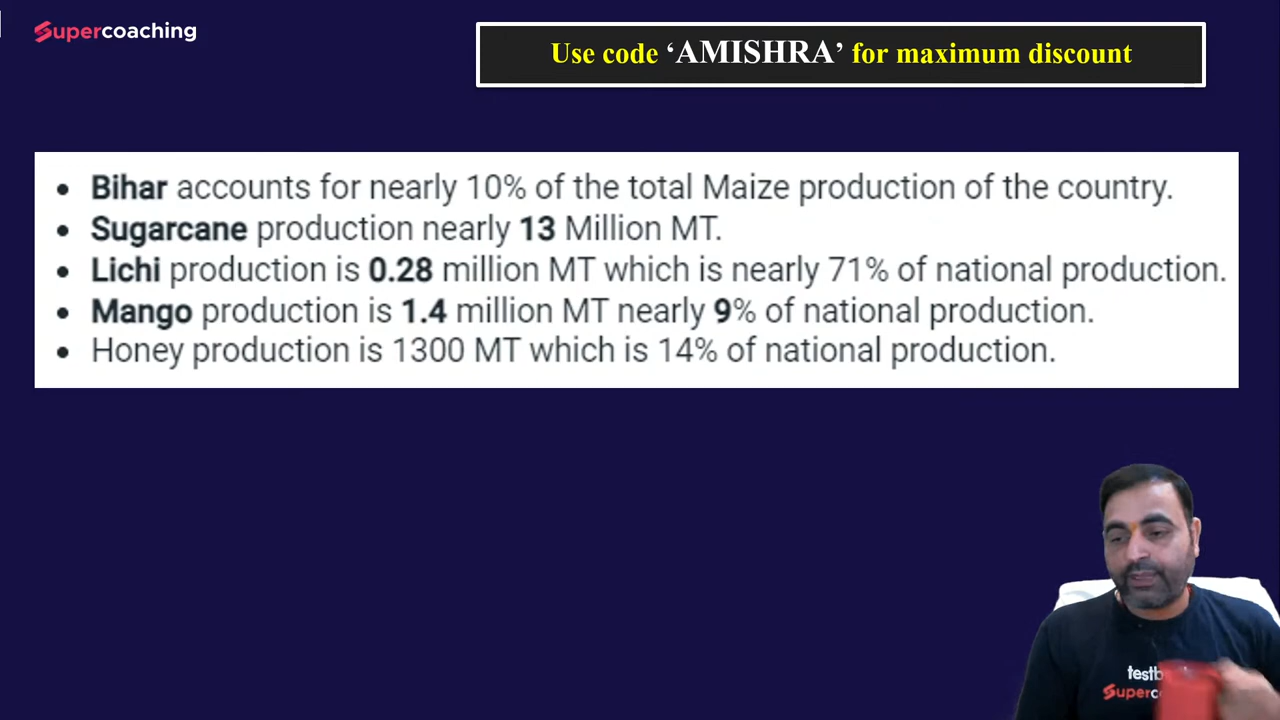 Supercoaching
Use code ‘AMISHRA’ for maximum discount
• Bihar accounts for nearly 10% of the total Maize production of the country.
• Sugarcane production nearly 13 Million MT.
• Lichi production is 0.28 million MT which is nearly 71% of national production.
• Mango production is 1.4 million MT nearly 9% of national production.
• Honey production is 1300 MT which is 14% of national production.
testb
Superc